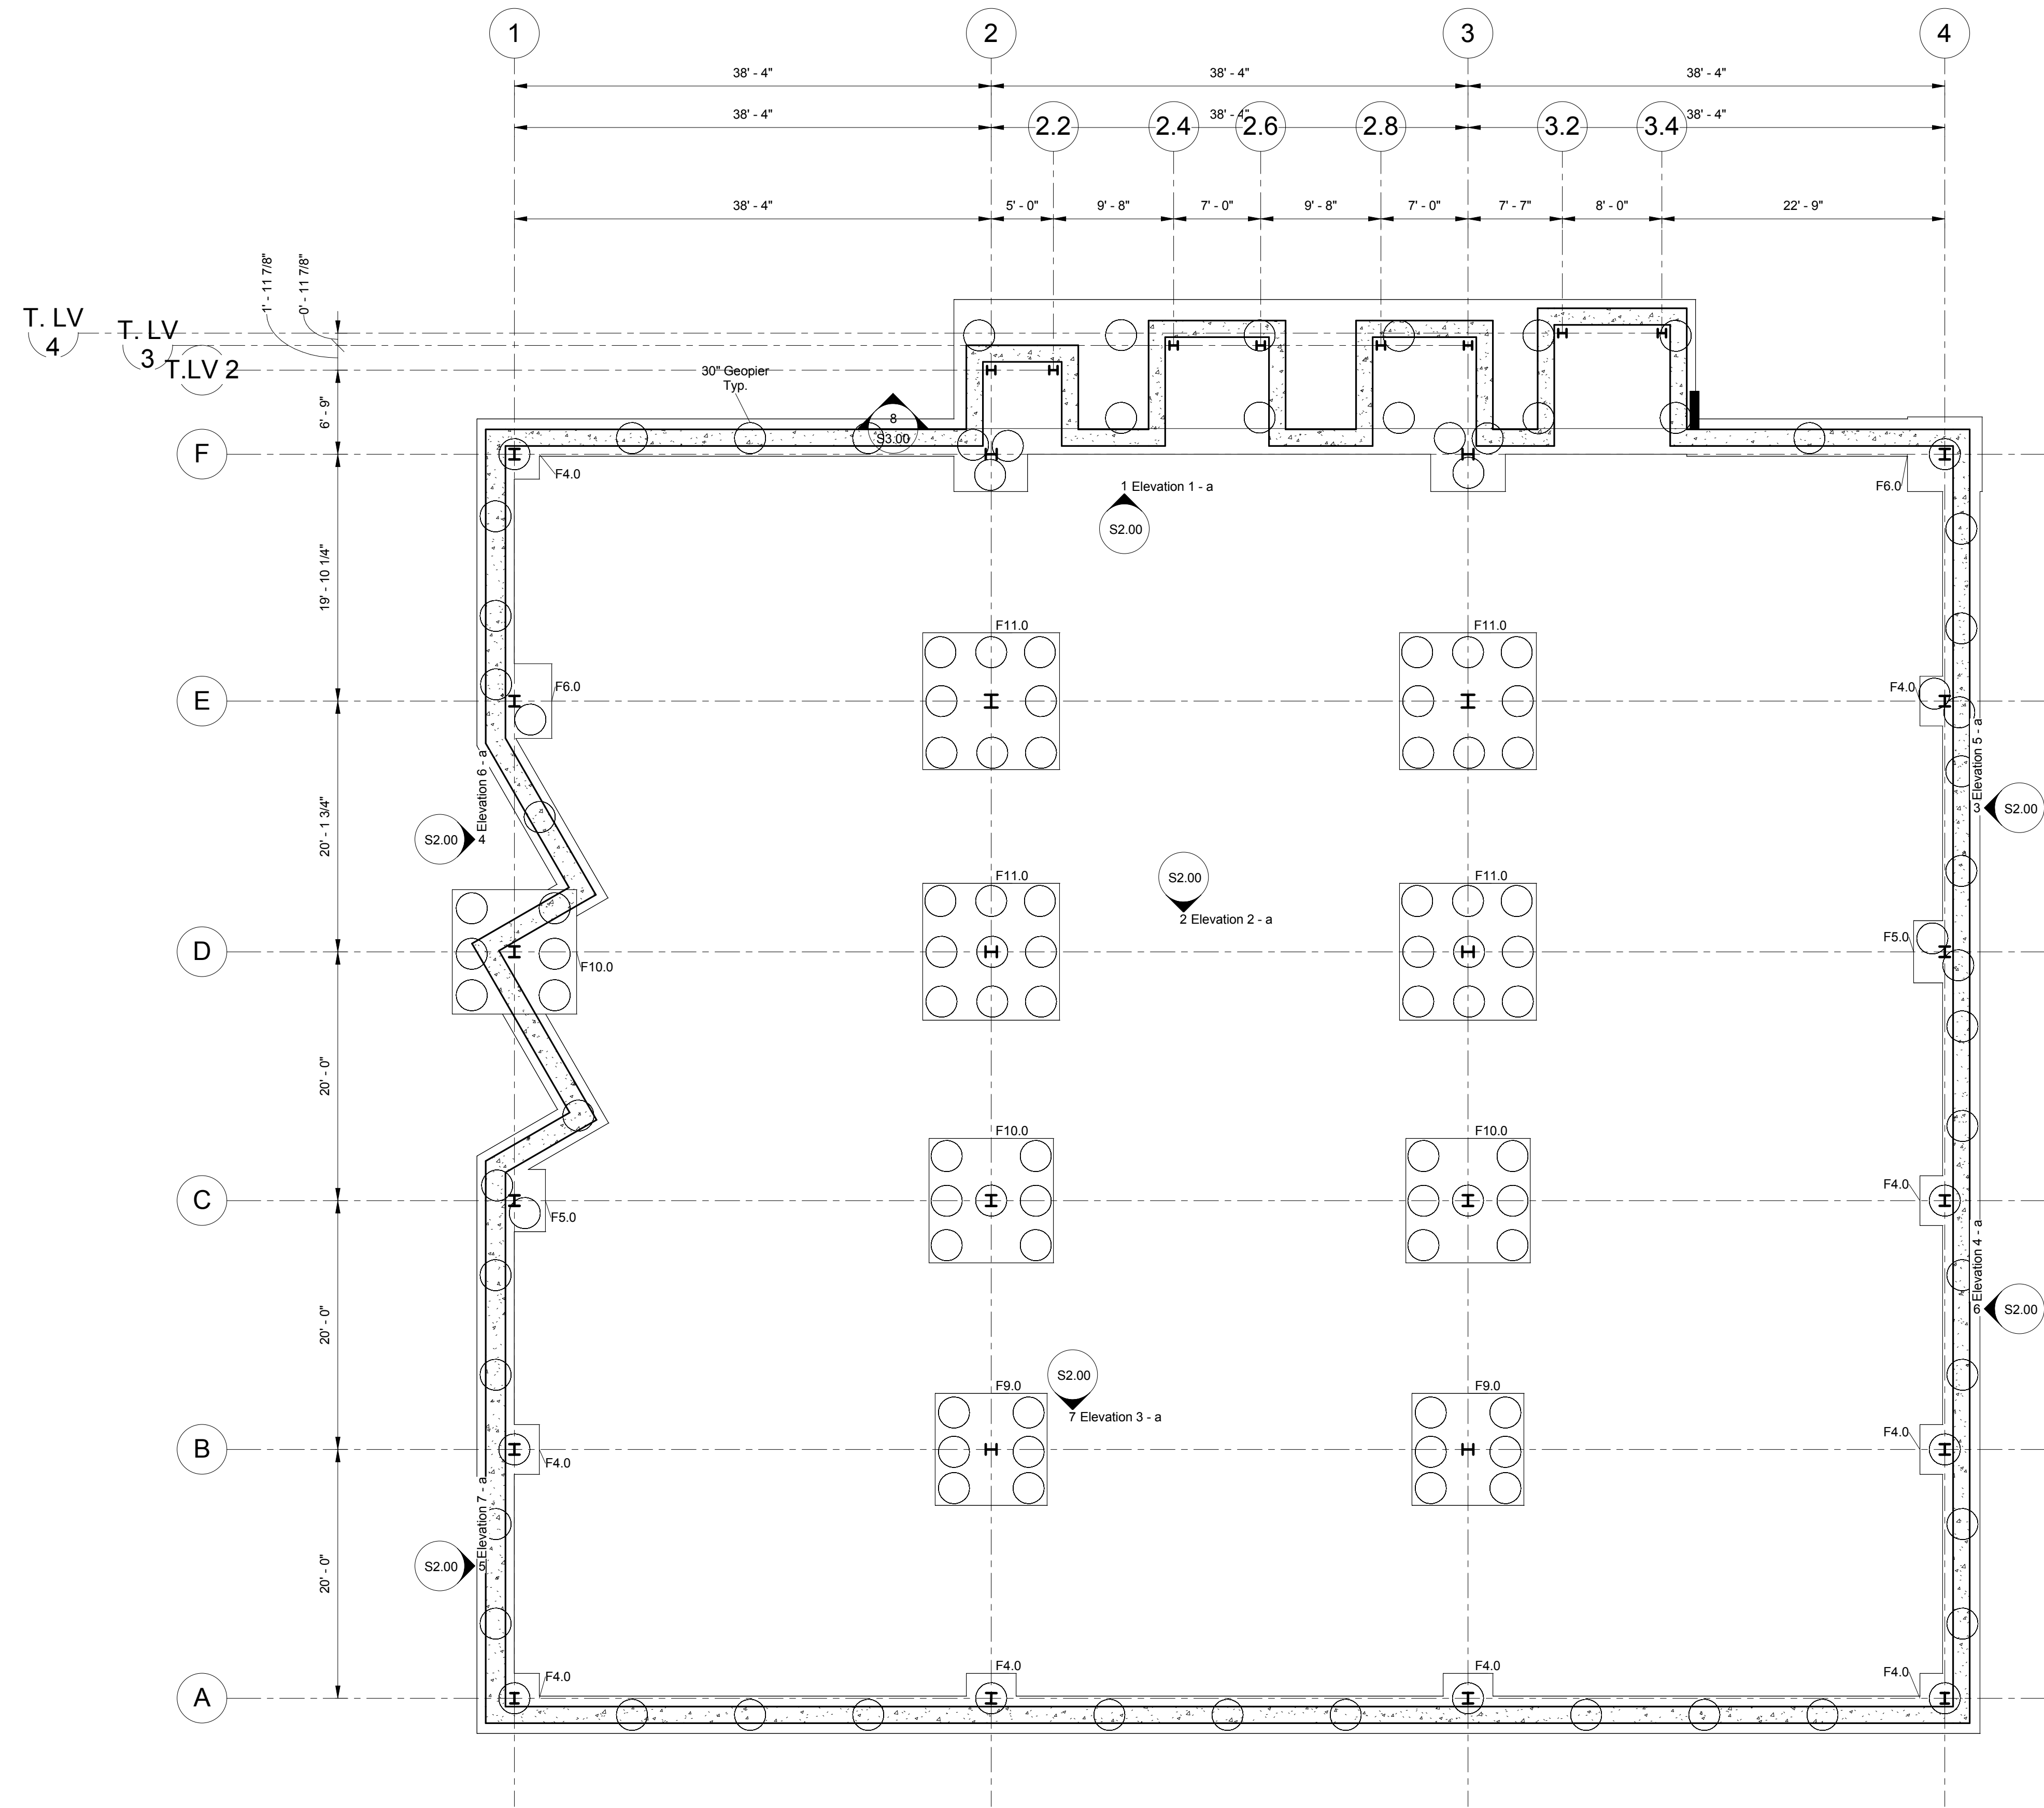 1
2
3
4
38' - 4"
38' - 4"
38' - 4"
38' - 4"
38' - 4"
38' - 4"
2.2
2.4
2.6
2.8
3.2
3.4
38' - 4"
5' - 0"
9' - 8"
7' - 0"
9' - 8"
7' - 0"
7' - 7"
8' - 0"
22' - 9"
1' - 11 7/8"
0' - 11 7/8"
T. LV
4
T. LV
3
T.LV 2
6' - 9"
30" Geopier
Typ.
8
S3.00
F
F4.0
1 Elevation 1 - a
S2.00
F6.0
19' - 10 1/4"
F11.0
F11.0
E
F6.0
F4.0
20' - 1 3/4"
S2.00
4
Elevation 6 - a
Elevation 5 - a
3
S2.00
F11.0
F11.0
S2.00
2 Elevation 2 - a
D
F10.0
F5.0
20' - 0"
F10.0
F10.0
C
F5.0
F4.0
20' - 0"
Elevation 4 - a
6
S2.00
S2.00
7 Elevation 3 - a
F9.0
F9.0
B
F4.0
F4.0
20' - 0"
S2.00
5
Elevation 7 - a
A
F4.0
F4.0
F4.0
F4.0